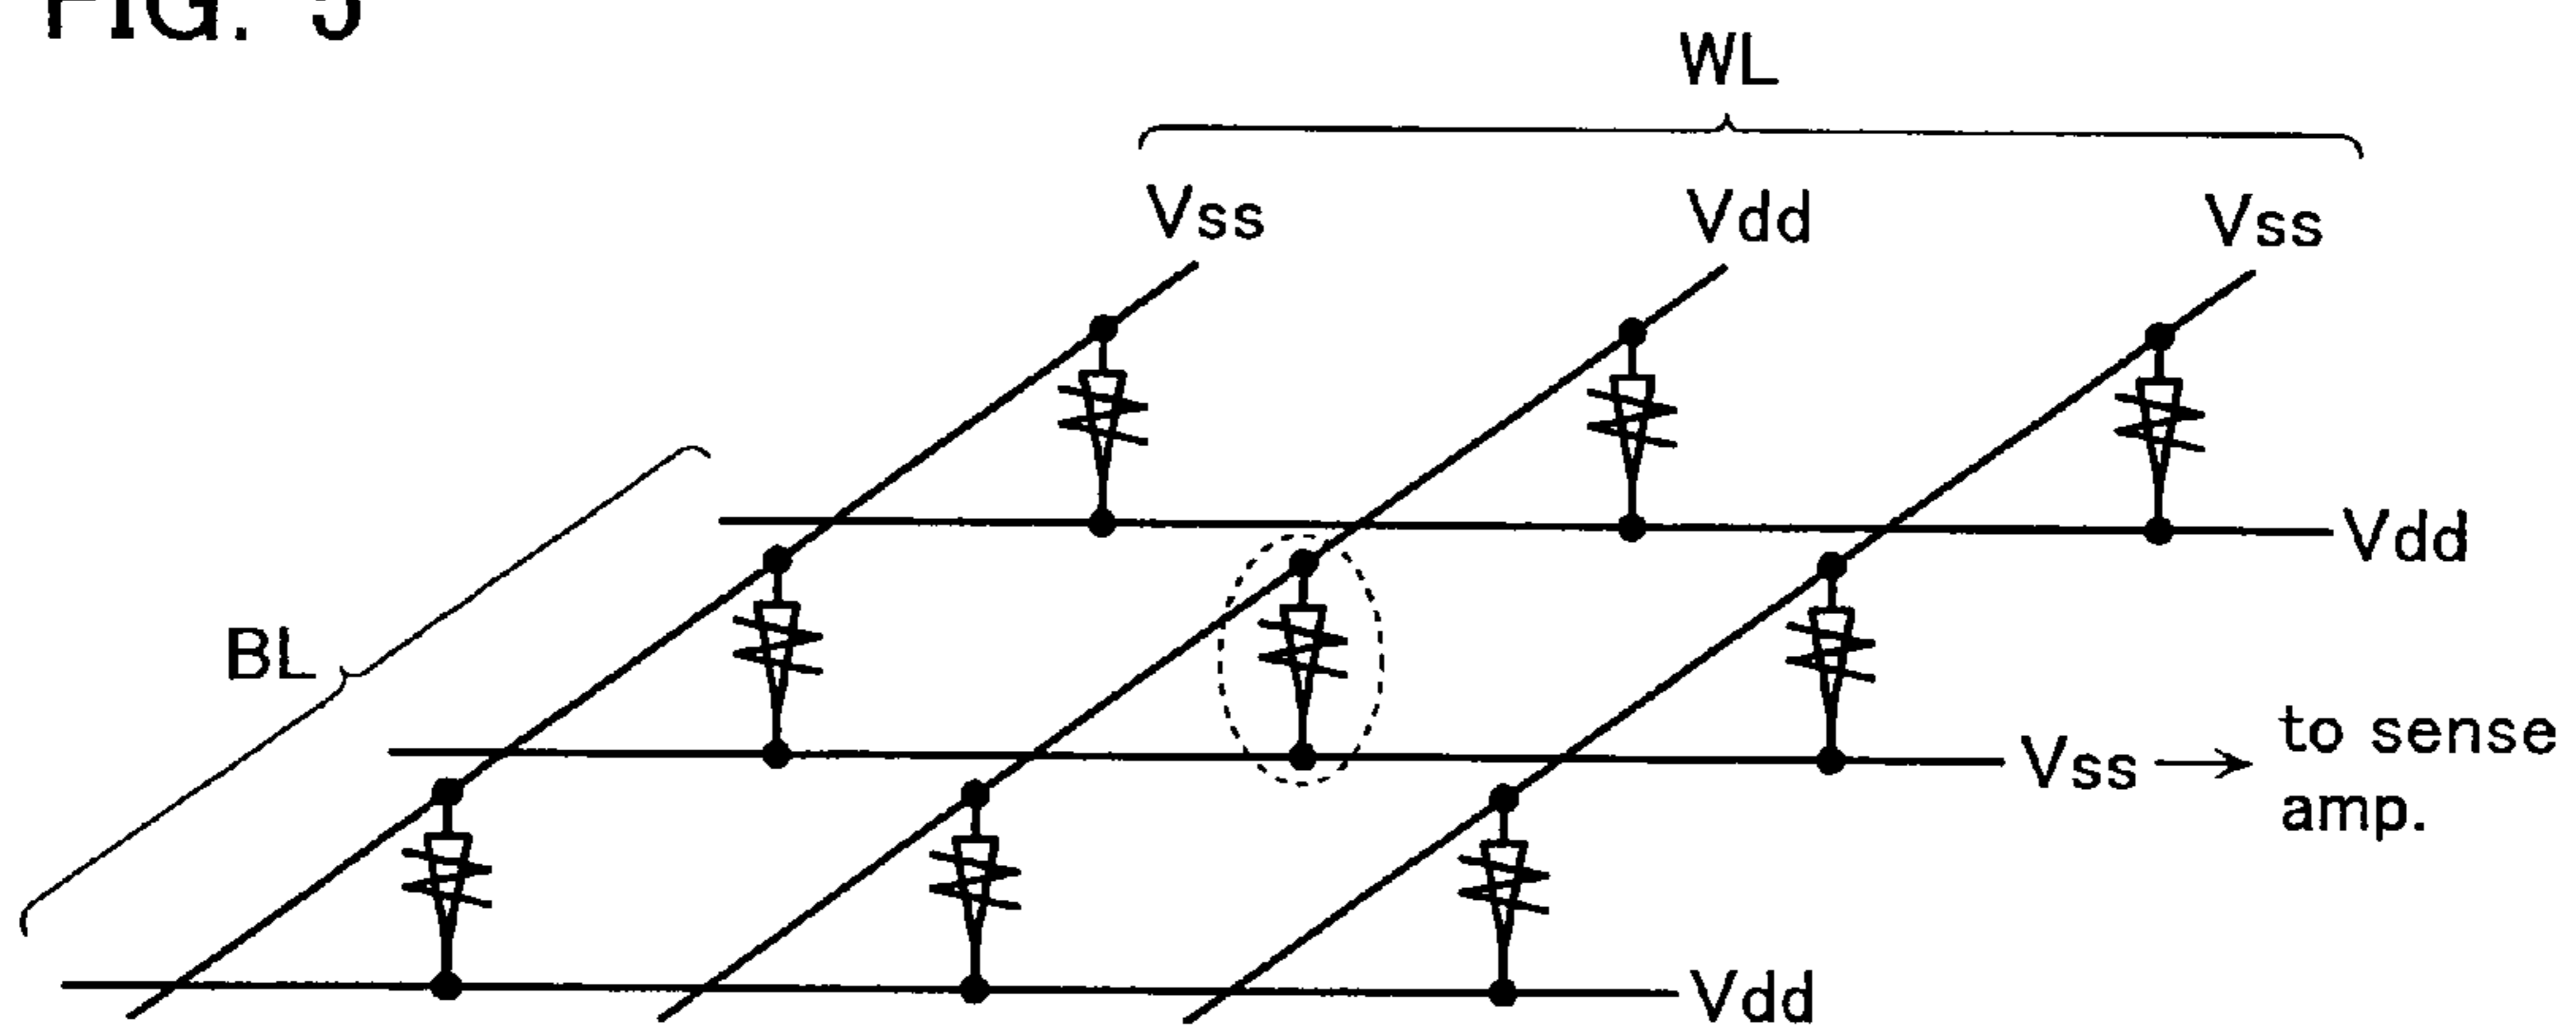 FIG. 5
WL
Vss Vdd Vss
Vdd
BL
Vss → to sense
amp.
Vdd